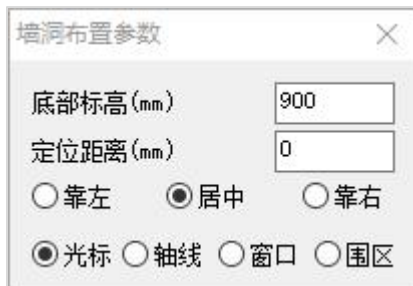 墙洞布置参数
底部标高(mm) 900
定位距离(mm) 0
靠左 居中 靠右
光标 轴线 窗口 围区